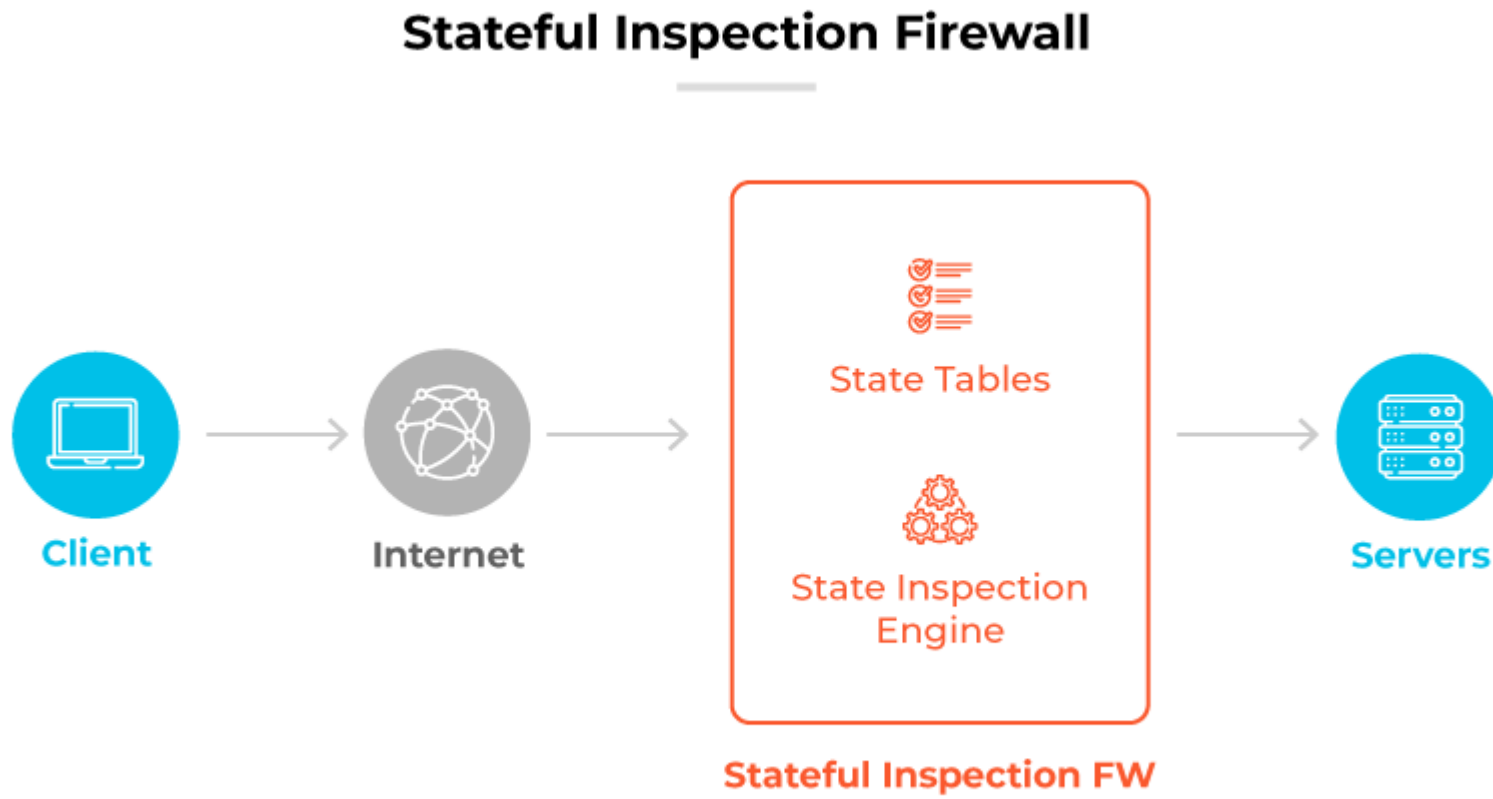 Stateful Inspection Firewall
State Tables
State Inspection
Engine
Client
Internet
Servers
Stateful Inspection FW